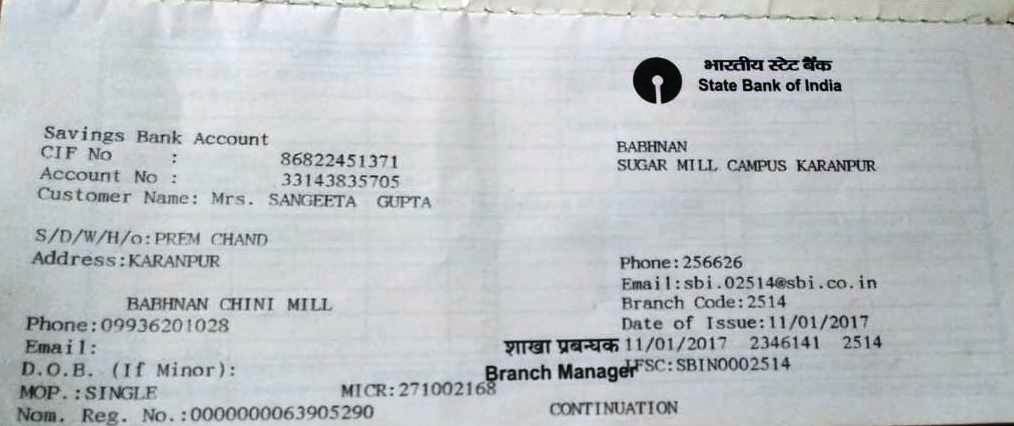 भारतीय स्टेट बैंक
State Bank of India
Savings Bank Account
CIF No : 86822451371
Account No : 33143835705
Customer Name: Mrs. SANGEETA GUPTA
S/D/W/H/o:PREM CHAND
Address:KARANPUR
BABHNAN CHINI MILL
Phone:09936201028
Email:
D.O.B. (If Minor):
MOP.:SINGLE MICR:271002168
Nom. Reg. No.:0000000063905290
BABHNAN
SUGAR MILL CAMPUS KARANPUR
Phone:256626
Email:sbi.02514@sbi.co.in
Branch Code:2514
Date of Issue:11/01/2017
शाखा प्रबन्धक 11/01/2017 2346141 2514
Branch Manager IFSC:SBIN0002514
CONTINUATION